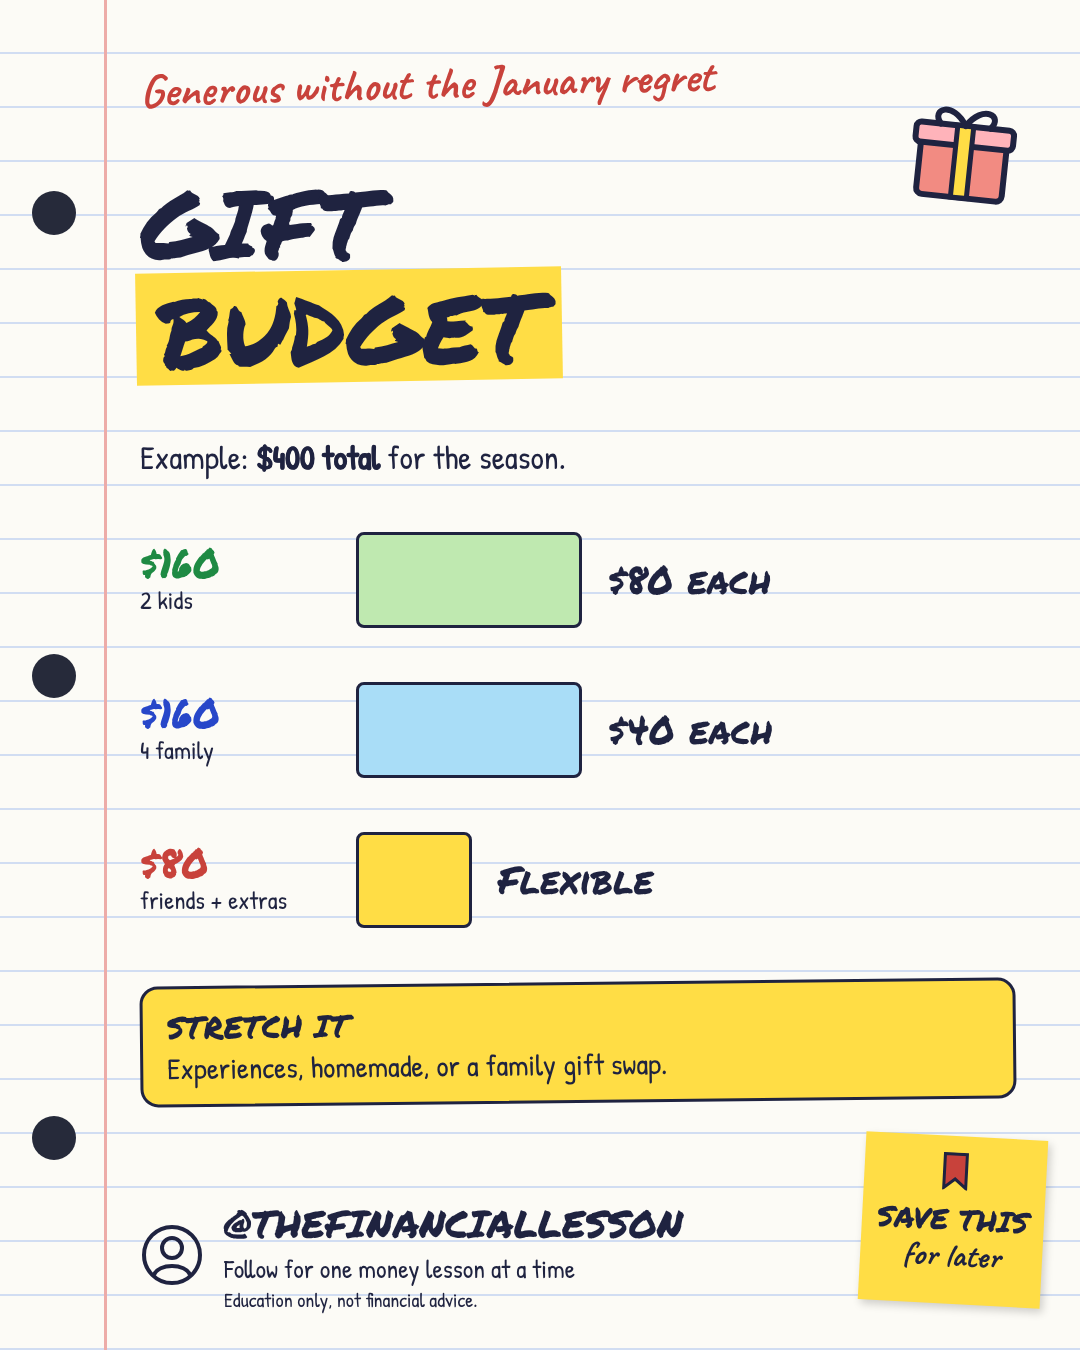 Generous without the January regret
GIFT
BUDGET
Example: $400 total for the season.
$160
2 kids
$80 EACH
$160
4 family
$40 EACH
$80
friends + extras
FLEXIBLE
STRETCH IT
Experiences, homemade, or a family gift swap.
@THEFINANCIALLESSON
Follow for one money lesson at a time
Education only, not financial advice.
SAVE THIS
for later